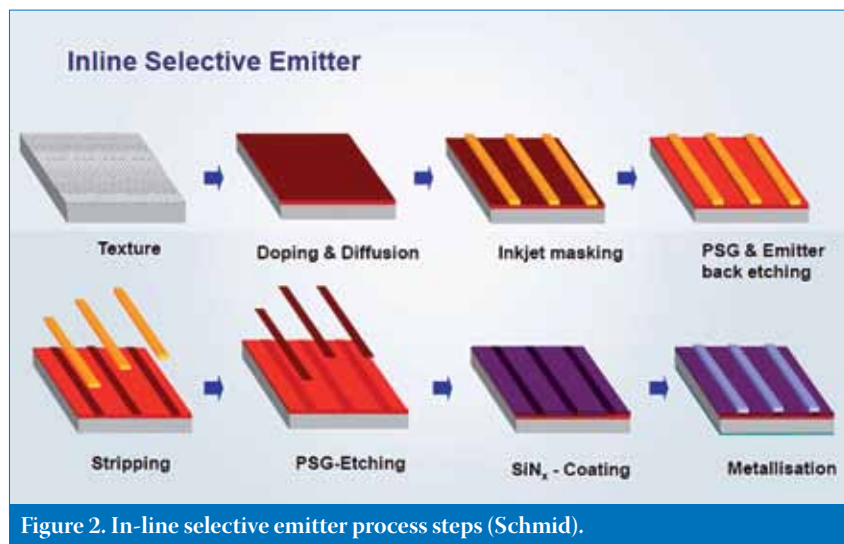 Inline Selective Emitter
Texture
Doping & Diffusion
Inkjet masking
PSG & Emitter
back etching
Stripping
PSG-Etching
SiNx - Coating
Metallisation
Figure 2. In-line selective emitter process steps (Schmid).